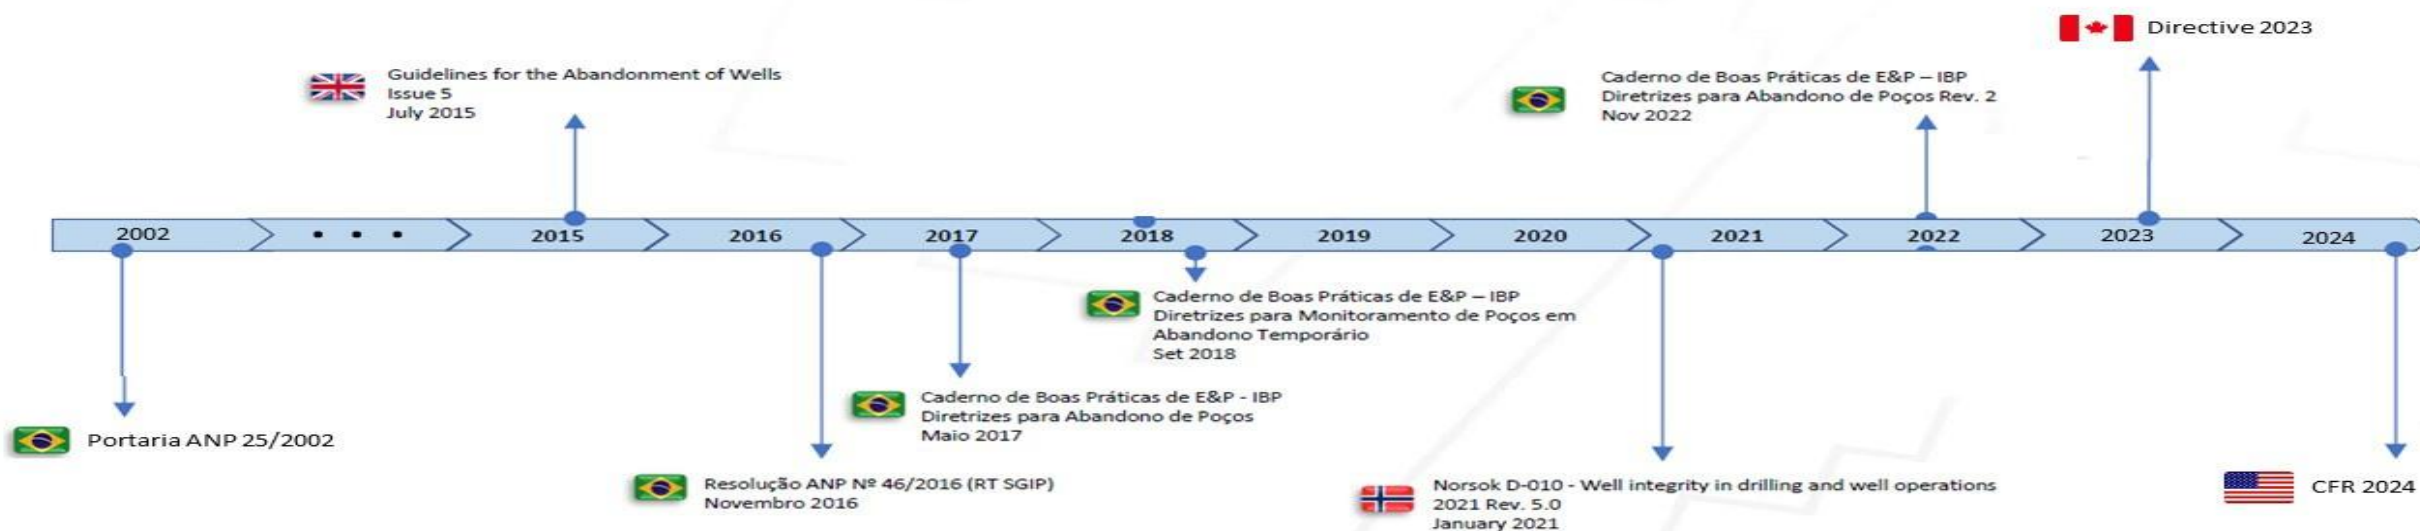 Directive 2023
Guidelines for the Abandonment of Wells
Issue 5
July 2015
Caderno de Boas Práticas de E&P – IBP
Diretrizes para Abandono de Poços Rev. 2
Nov 2022
2002
• • •
2015
2016
2017
2018
2019
2020
2021
2022
2023
2024
Portaria ANP 25/2002
Resolução ANP Nº 46/2016 (RT SGIP)
Novembro 2016
Caderno de Boas Práticas de E&P - IBP
Diretrizes para Abandono de Poços
Maio 2017
Caderno de Boas Práticas de E&P – IBP
Diretrizes para Monitoramento de Poços em
Abandono Temporário
Set 2018
Norsok D-010 - Well integrity in drilling and well operations
2021 Rev. 5.0
January 2021
CFR 2024